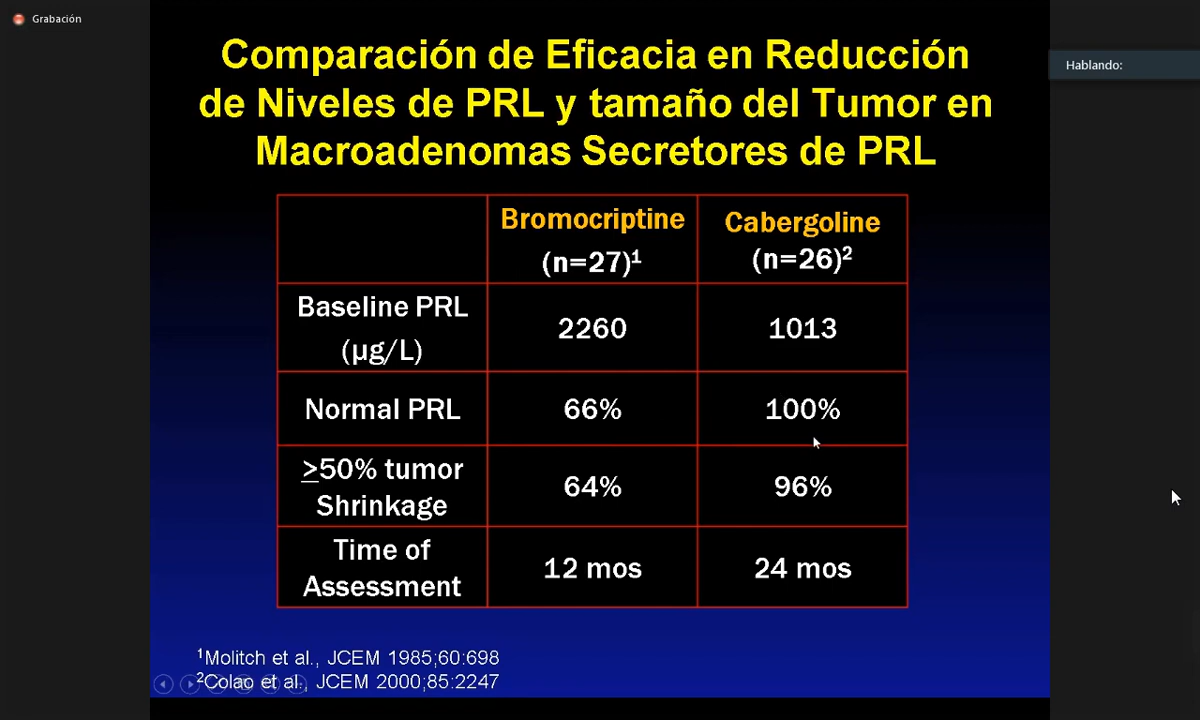 Grabación
Hablando:
Comparación de Eficacia en Reducción
de Niveles de PRL y tamaño del Tumor en
Macroadenomas Secretores de PRL
Bromocriptine
(n=27)¹
Cabergoline
(n=26)²
Baseline PRL
(µg/L)
2260
1013
Normal PRL
66%
100%
≥50% tumor
Shrinkage
64%
96%
Time of
Assessment
12 mos
24 mos
¹Molitch et al., JCEM 1985;60:698
²Colao et al., JCEM 2000;85:2247